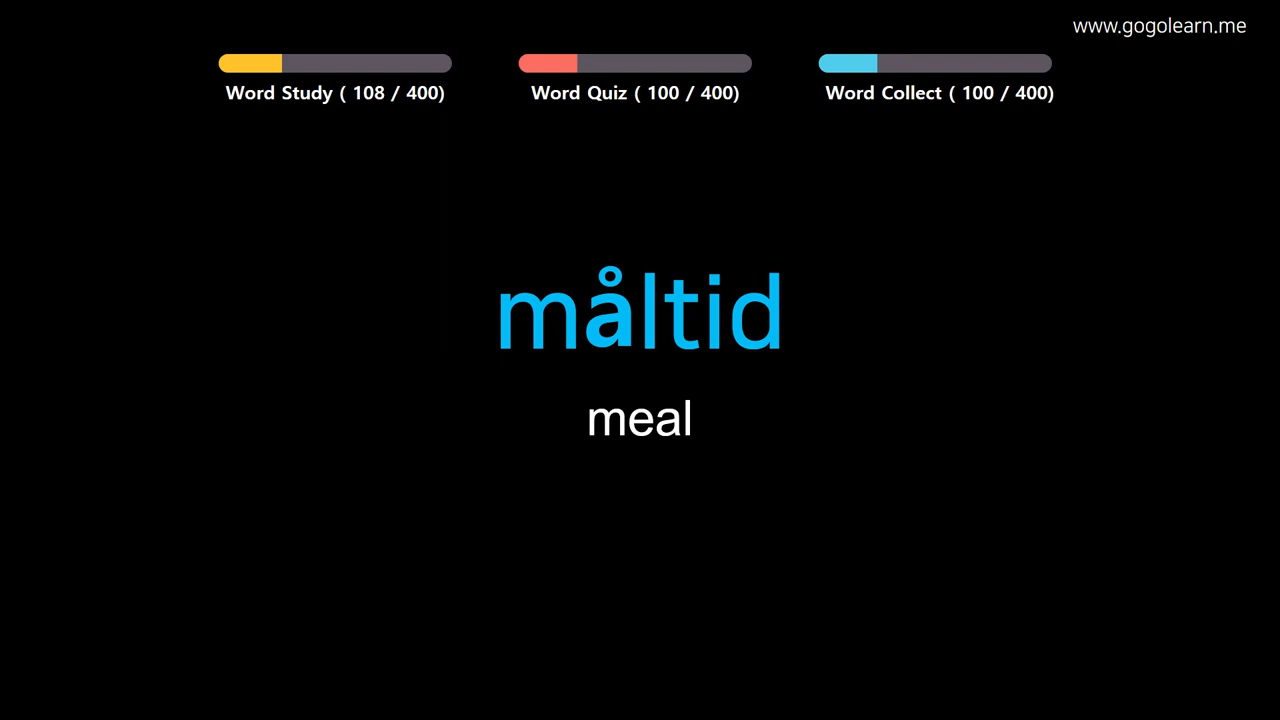 www.gogolearn.me
Word Study ( 108 / 400)
Word Quiz ( 100 / 400)
Word Collect ( 100 / 400)
måltid
meal